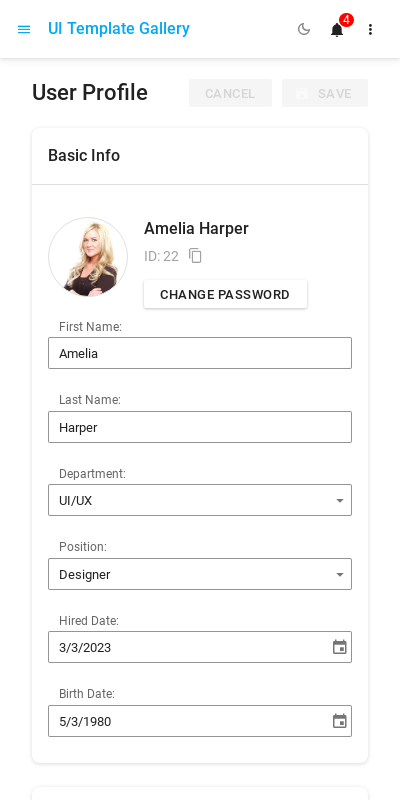 UI Template Gallery
4
User Profile
CANCEL
SAVE
Basic Info
Amelia Harper
ID: 22
CHANGE PASSWORD
First Name:
Amelia
Last Name:
Harper
Department:
UI/UX
Position:
Designer
Hired Date:
3/3/2023
Birth Date:
5/3/1980